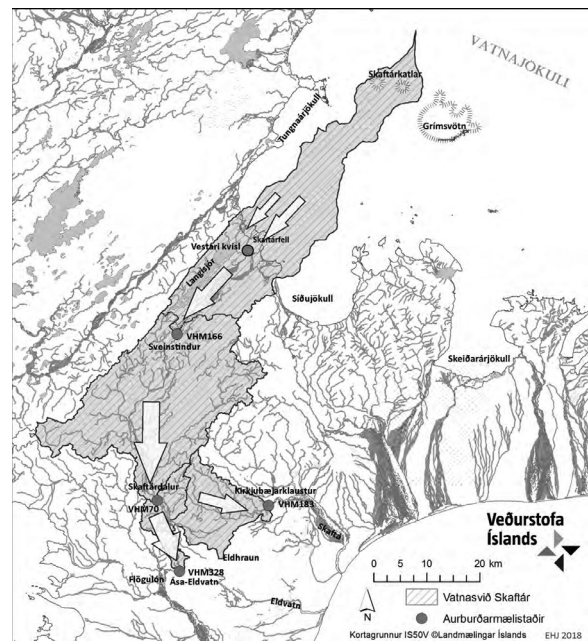 VATNAJÖKULL
Skaftárkatlar
Grímsvötn
Tungnaárjökull
Vestari kvísl
Skaftárfell
Langisjór
Síðujökull
VHM166
Sveinstindur
Skeiðarárjökull
Skaftárdalur
VHM70
Kirkjubæjarklaustur
VHM183
Skaftá
Eldhraun
VHM328
Flögulón
Ása-Eldvatn
Eldvatn
Veðurstofa
Íslands
0 5 10 20 km
N
Vatnasvið Skaftár
Aurburðarmælistaðir
Kortagrunnur IS50V ©Landmælingar Íslands EHJ 2018